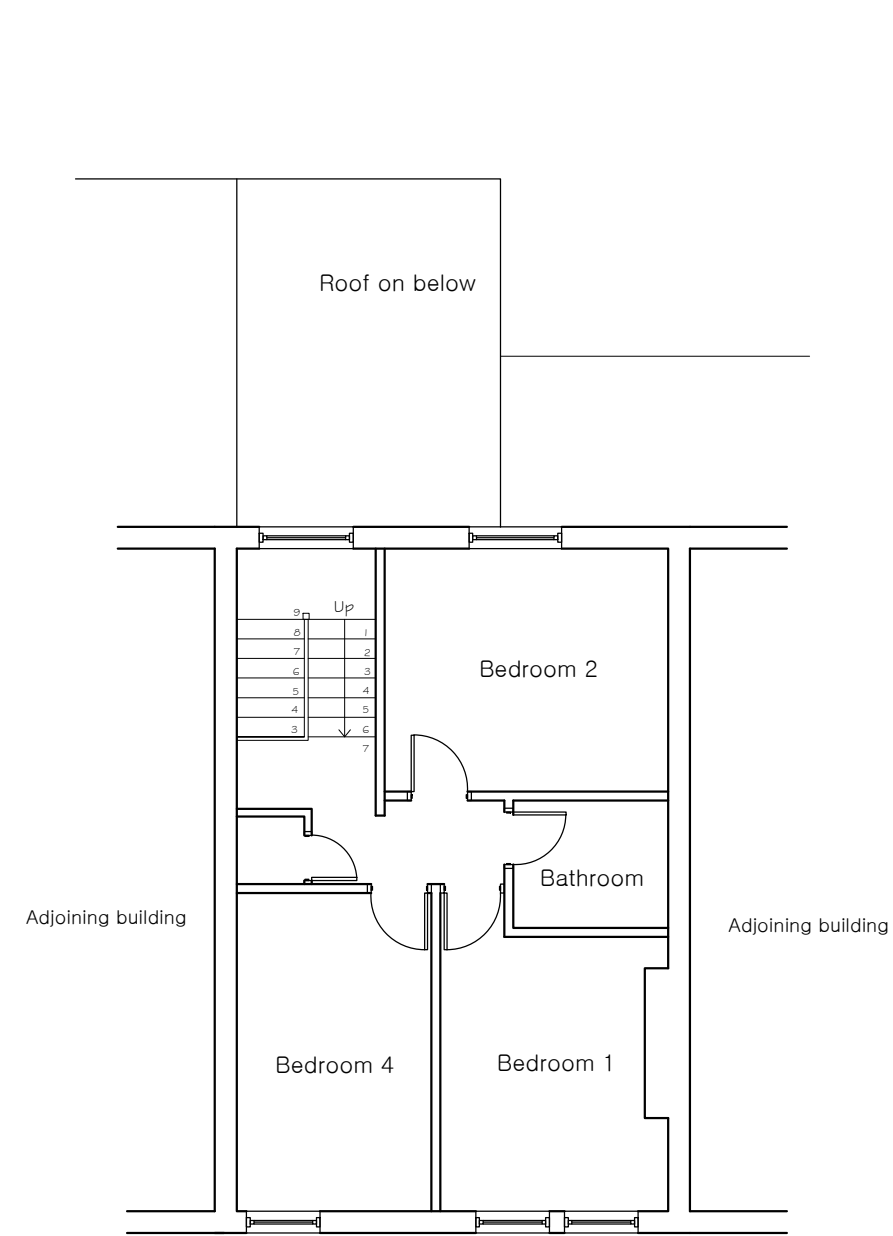 Roof on below
9 Up
8 1
7 2
6 3
5 4
4 5
3 6
7
Bedroom 2
Bathroom
Adjoining building
Adjoining building
Bedroom 4
Bedroom 1